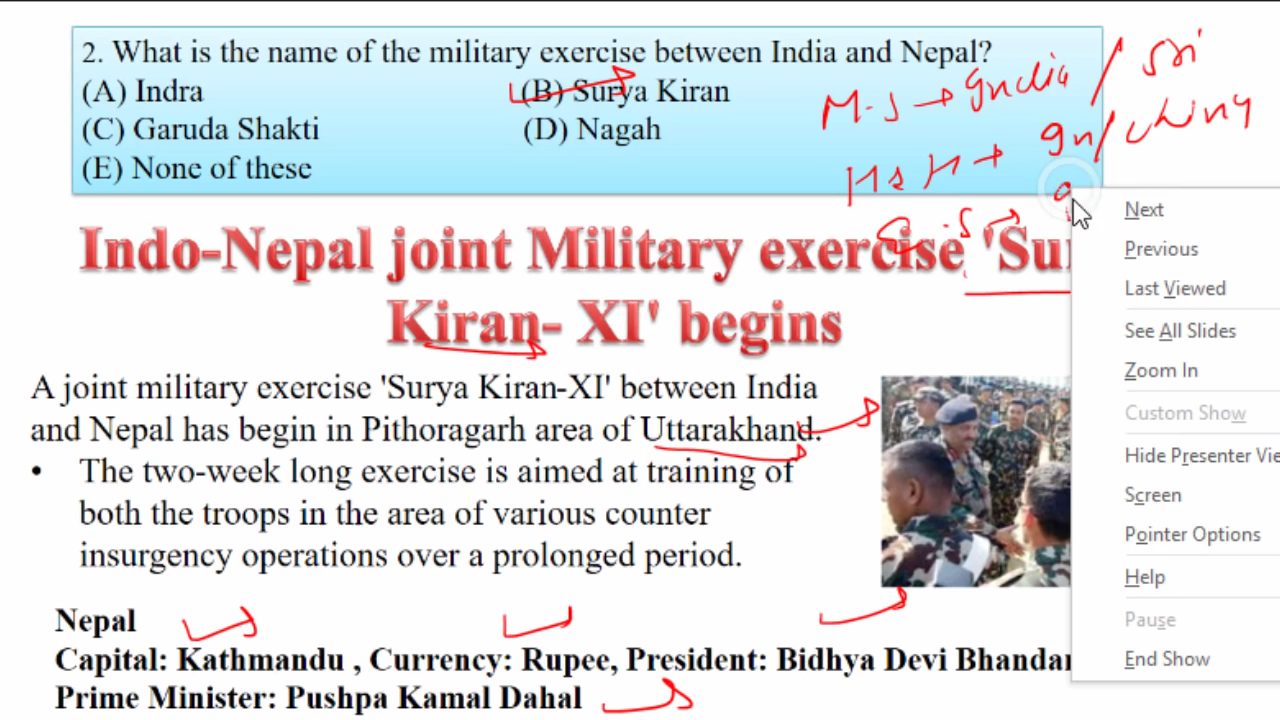 2. What is the name of the military exercise between India and Nepal?
(A) Indra (B) Surya Kiran
(C) Garuda Shakti (D) Nagah
(E) None of these
M.S → India / Sri
H&H → In/China
Indo-Nepal joint Military exercise 'Su
Kiran- XI' begins
A joint military exercise 'Surya Kiran-XI' between India
and Nepal has begin in Pithoragarh area of Uttarakhand.
• The two-week long exercise is aimed at training of
both the troops in the area of various counter
insurgency operations over a prolonged period.
Nepal
Capital: Kathmandu , Currency: Rupee, President: Bidhya Devi Bhandar
Prime Minister: Pushpa Kamal Dahal
Next
Previous
Last Viewed
See All Slides
Zoom In
Custom Show
Hide Presenter Vie
Screen
Pointer Options
Help
Pause
End Show